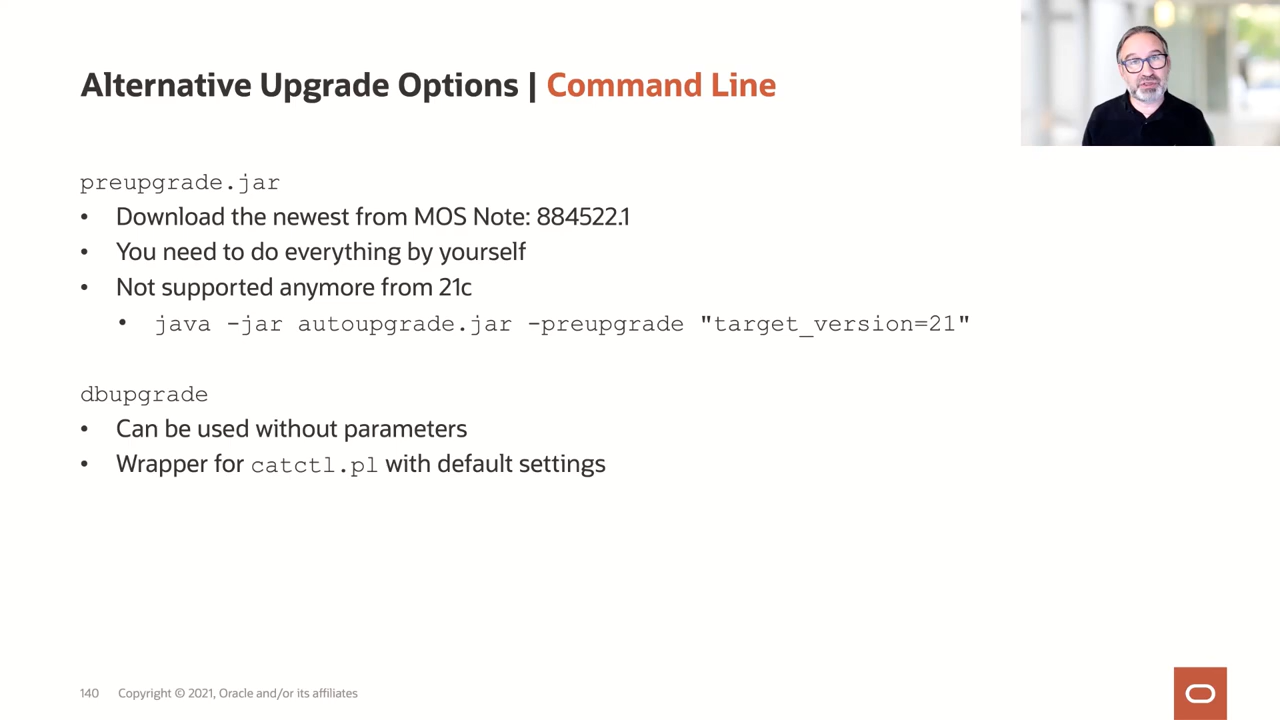 Alternative Upgrade Options | Command Line
preupgrade.jar
• Download the newest from MOS Note: 884522.1
• You need to do everything by yourself
• Not supported anymore from 21c
• java -jar autoupgrade.jar -preupgrade "target_version=21"
dbupgrade
• Can be used without parameters
• Wrapper for catctl.pl with default settings
140 Copyright © 2021, Oracle and/or its affiliates